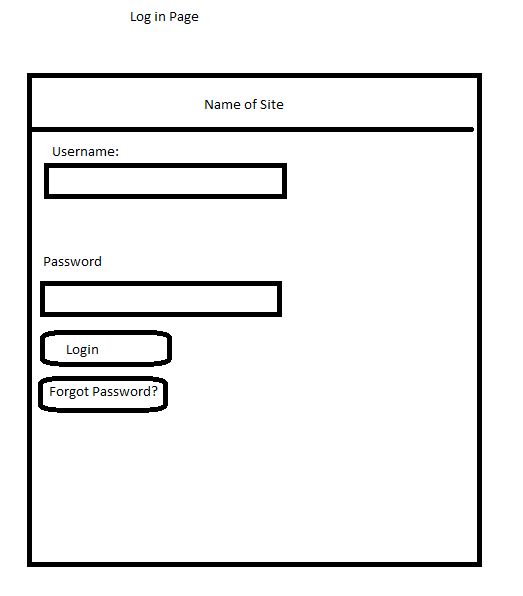 Log in Page
Name of Site
Username:
Password
Login
Forgot Password?